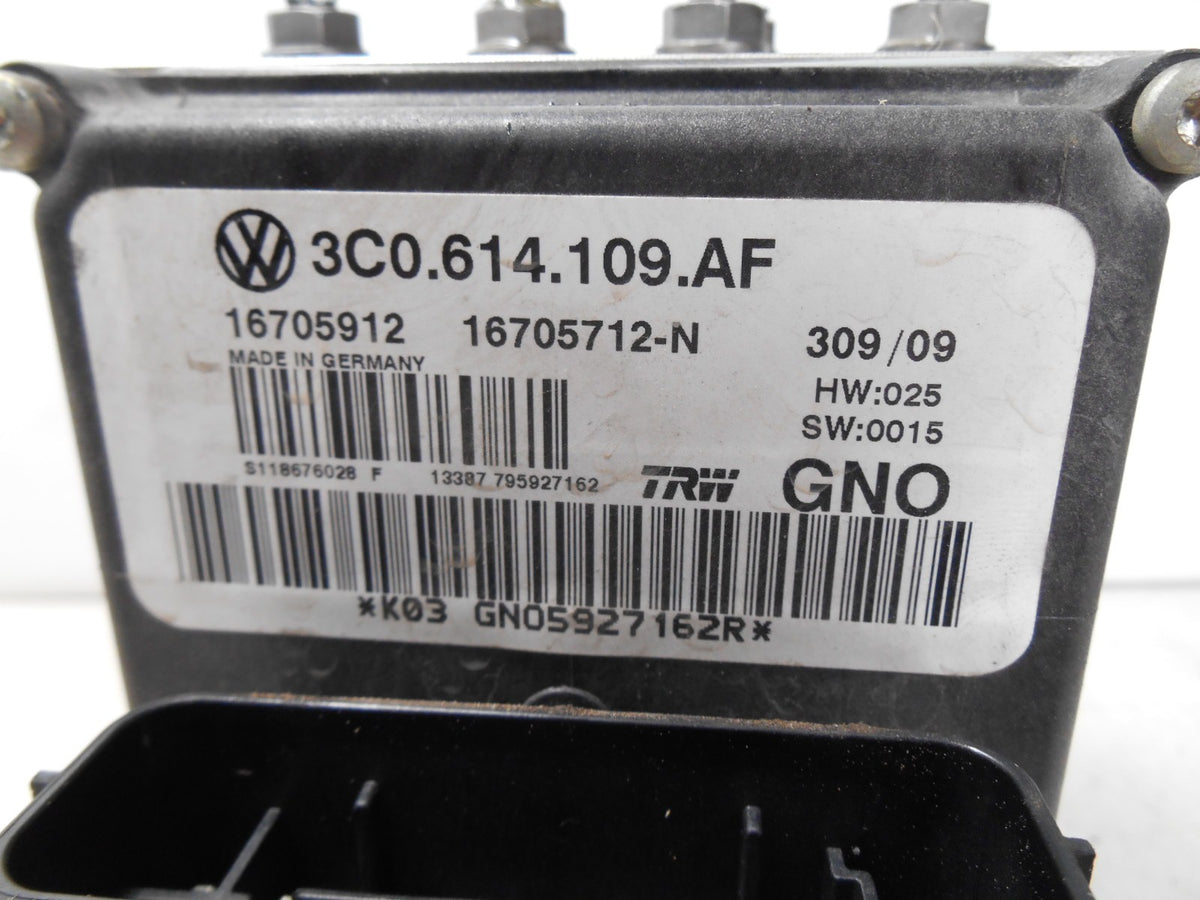 3C0.614.109.AF
16705912 16705712-N 309/09
MADE IN GERMANY
HW:025
SW:0015
S118676028 F 13387 795927162 TRW GNO
*K03 GNO5927162R*